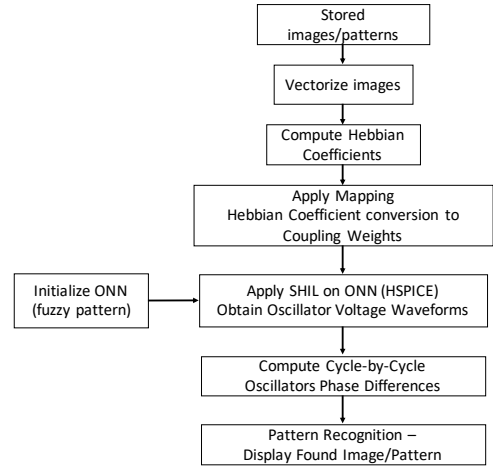 Stored
images/patterns
Vectorize images
Compute Hebbian
Coefficients
Apply Mapping
Hebbian Coefficient conversion to
Coupling Weights
Initialize ONN
(fuzzy pattern)
Apply SHIL on ONN (HSPICE)
Obtain Oscillator Voltage Waveforms
Compute Cycle-by-Cycle
Oscillators Phase Differences
Pattern Recognition –
Display Found Image/Pattern